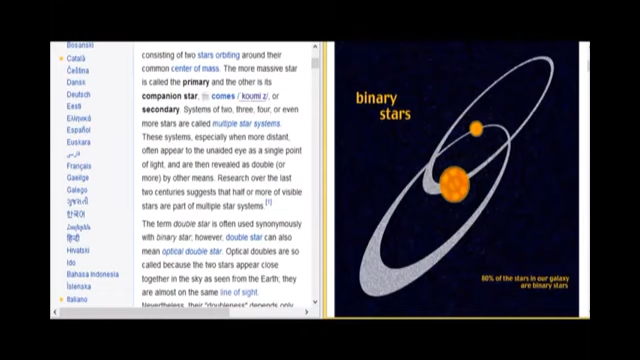 Bosanski
Català
Čeština
Dansk
Deutsch
Eesti
Ελληνικά
Español
Euskara
فارسی
Français
Gaeilge
Galego
ગુજરાતી
한국어
हिन्दी
Hrvatski
Ido
Bahasa Indonesia
Íslenska
Italiano
consisting of two stars orbiting around their
common center of mass. The more massive star
is called the primary and the other is its
companion star, comes
secondary. Systems of two, three, four, or even
more stars are called multiple star systems.
These systems, especially when more distant,
often appear to the unaided eye as a single point
of light, and are then revealed as double (or
more) by other means. Research over the last
two centuries suggests that half or more of visible
stars are part of multiple star systems.[1]
The term double star is often used synonymously
with binary star; however, double star can also
mean optical double star. Optical doubles are so
called because the two stars appear close
together in the sky as seen from the Earth; they
are almost on the same line of sight.
Nevertheless, their "doubleness" depends only
binary
stars
80% of the stars in our galaxy
are binary stars